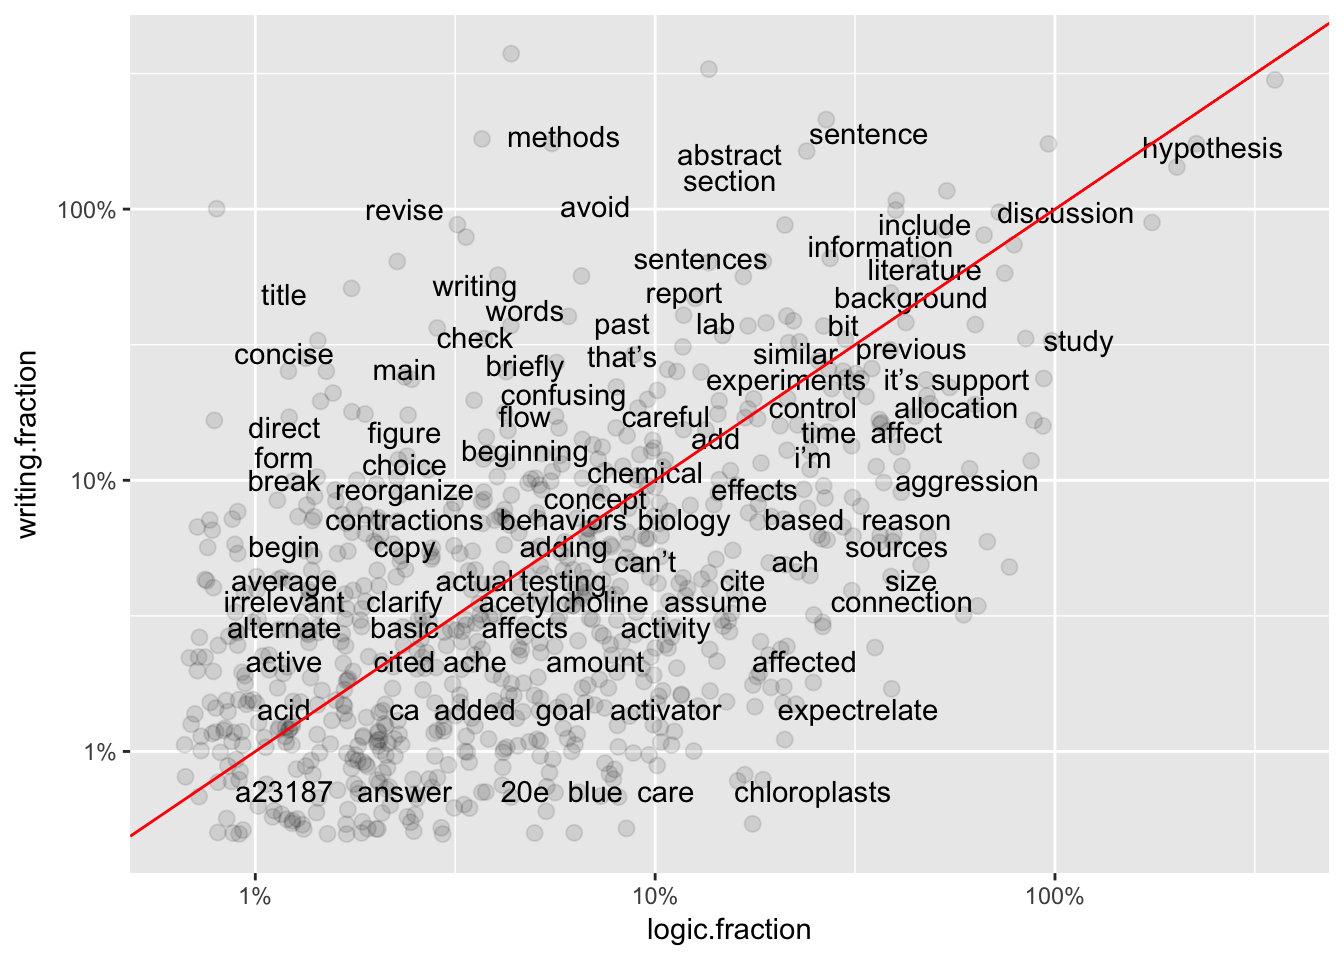 methods
sentence
abstract
hypothesis
section
100%
revise
avoid
discussion
include
information
sentences
literature
writing
title
report
background
words
past
lab
bit
check
study
concise
that’s
similar
previous
main
briefly
experiments
it’s
support
confusing
flow
careful
control
allocation
direct
figure
add
time
affect
form
choice
beginning
i’m
10%
break
reorganize
chemical
concept
effects
aggression
contractions
behaviors
biology
based
reason
begin
copy
adding
can’t
ach
sources
average
actual
testing
cite
size
irrelevant
clarify
acetylcholine
assume
connection
alternate
basic
affects
activity
active
cited
ache
amount
affected
acid
ca
added
goal
activator
expectrelate
1%
a23187
answer
20e
blue
care
chloroplasts
writing.fraction
1%
10%
100%
logic.fraction